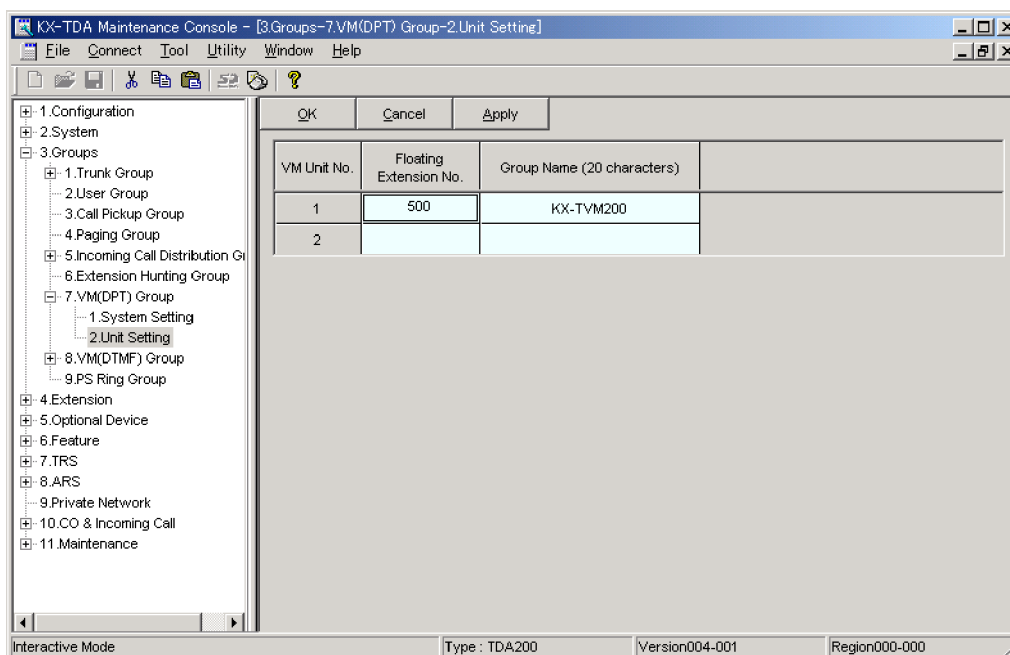 KX-TDA Maintenance Console - [3.Groups-7.VM(DPT) Group-2.Unit Setting]
File Connect Tool Utility Window Help
OK Cancel Apply
1.Configuration
2.System
3.Groups
1.Trunk Group
2.User Group
3.Call Pickup Group
4.Paging Group
5.Incoming Call Distribution Gr
6.Extension Hunting Group
7.VM(DPT) Group
1.System Setting
2.Unit Setting
8.VM(DTMF) Group
9.PS Ring Group
4.Extension
5.Optional Device
6.Feature
7.TRS
8.ARS
9.Private Network
10.CO & Incoming Call
11.Maintenance
VM Unit No. Floating Extension No. Group Name (20 characters)
1 500 KX-TVM200
2
Interactive Mode Type : TDA200 Version004-001 Region000-000